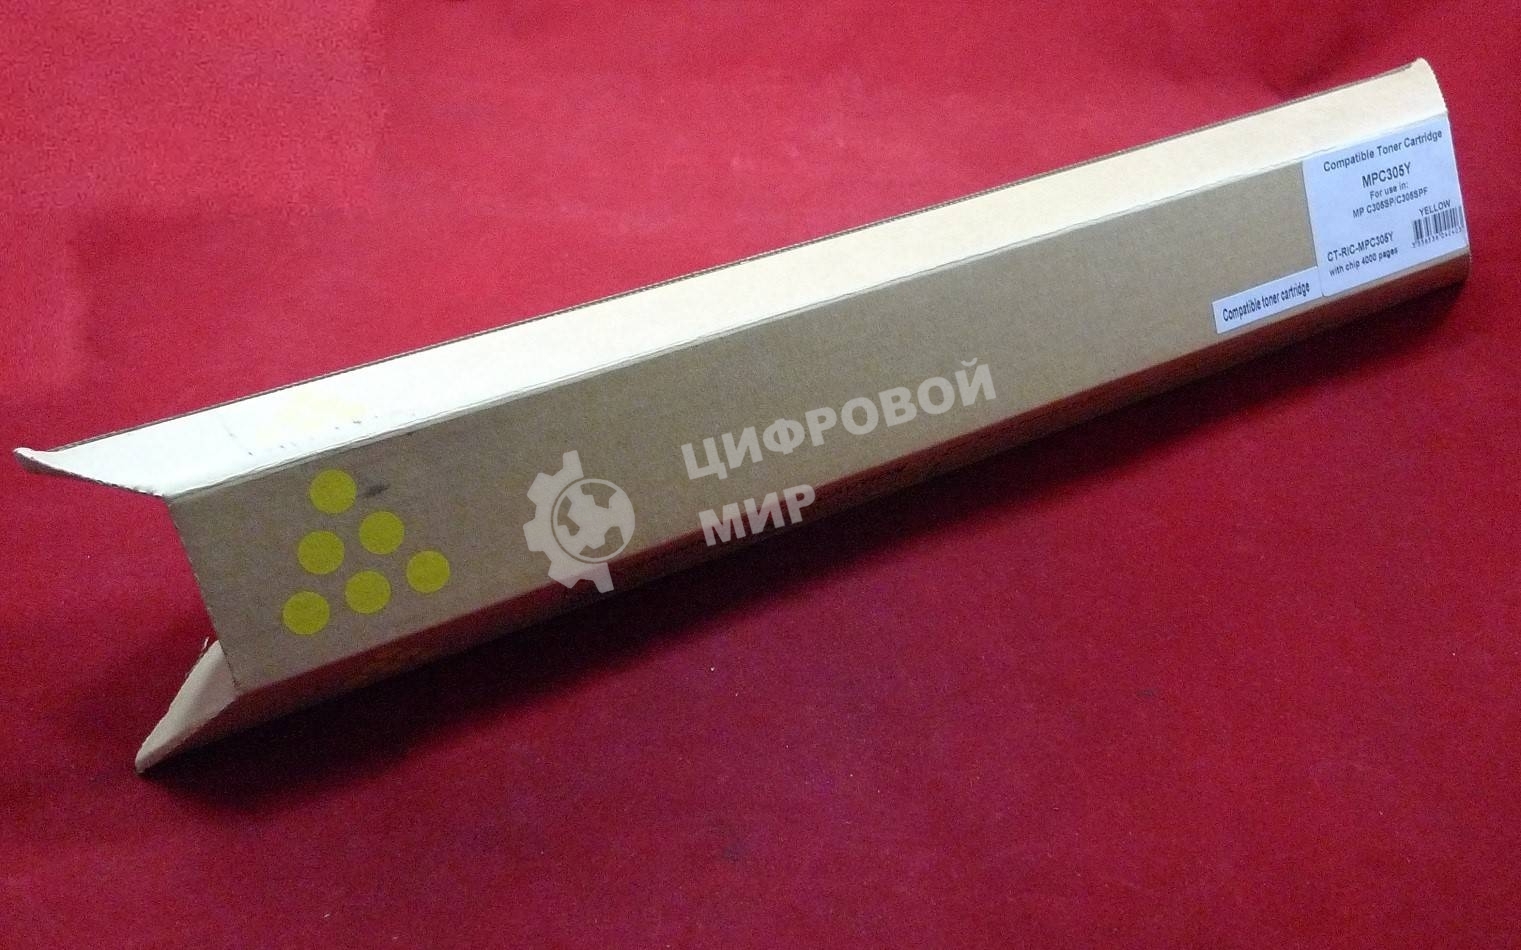 Compatible Toner Cartridge
MPC305Y
For use in:
MP C305SP/C305SPF
YELLOW
CT-RIC-MPC305Y
with chip 4000 pages
Compatible toner cartridge
ЦИФРОВОЙ
МИР